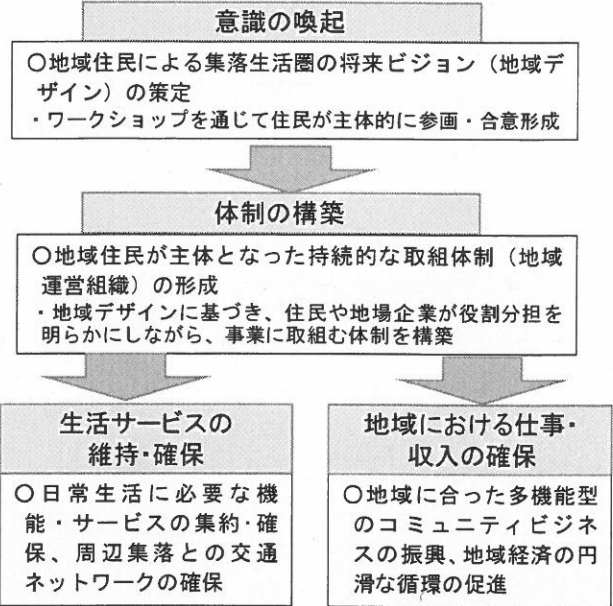 意識の喚起
〇地域住民による集落生活圏の将来ビジョン（地域デ
ザイン）の策定
・ワークショップを通じて住民が主体的に参画・合意形成
体制の構築
〇地域住民が主体となった持続的な取組体制（地域
運営組織）の形成
・地域デザインに基づき、住民や地場企業が役割分担を
明らかにしながら、事業に取組む体制を構築
生活サービスの
維持・確保
〇日常生活に必要な機
能・サービスの集約・確
保、周辺集落との交通
ネットワークの確保
地域における仕事・
収入の確保
〇地域に合った多機能型
のコミュニティビジネ
スの振興、地域経済の円
滑な循環の促進